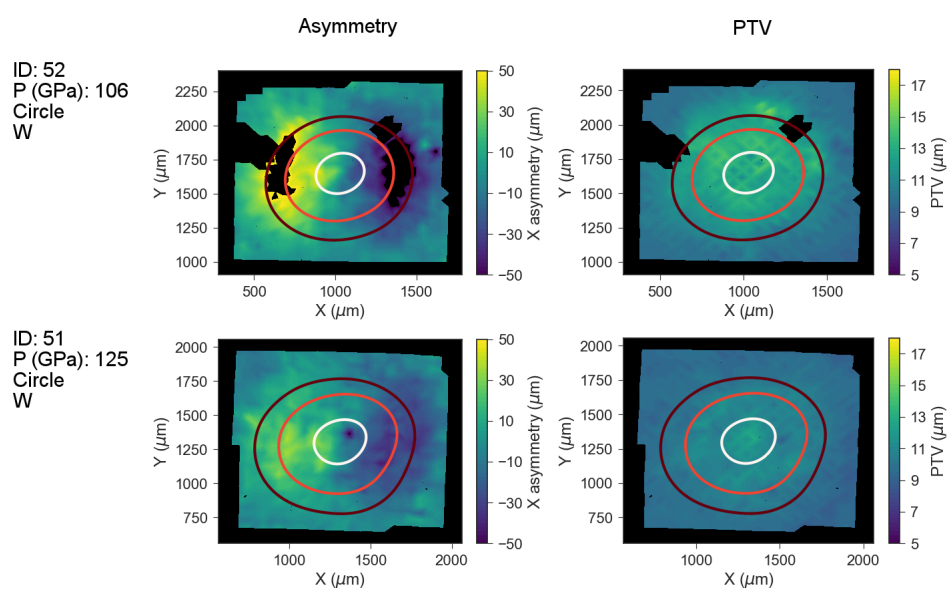 Asymmetry
PTV
ID: 52
P (GPa): 106
Circle
W
2250
2000
1750
1500
1250
1000
Y (μm)
500
1000
1500
X (μm)
50
30
10
−10
−30
−50
X asymmetry (μm)
2250
2000
1750
1500
1250
1000
Y (μm)
500
1000
1500
X (μm)
17
15
13
11
9
7
5
PTV (μm)
ID: 51
P (GPa): 125
Circle
W
2000
1750
1500
1250
1000
750
Y (μm)
1000
1500
2000
X (μm)
50
30
10
−10
−30
−50
X asymmetry (μm)
2000
1750
1500
1250
1000
750
Y (μm)
1000
1500
2000
X (μm)
17
15
13
11
9
7
5
PTV (μm)